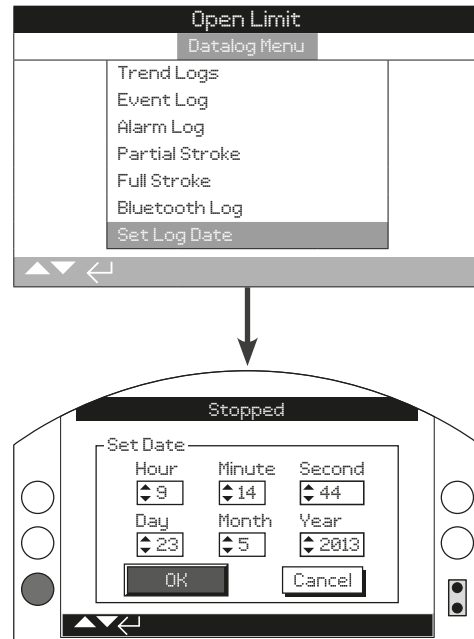 Open Limit
Datalog Menu
Trend Logs
Event Log
Alarm Log
Partial Stroke
Full Stroke
Bluetooth Log
Set Log Date
Stopped
Set Date
Hour Minute Second
9 14 44
Day Month Year
23 5 2013
OK Cancel